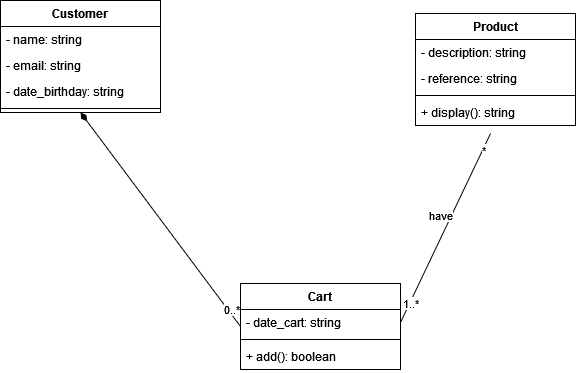 Customer
- name: string
- email: string
- date_birthday: string
Product
- description: string
- reference: string
+ display(): string
*
have
1..*
0..*
Cart
- date_cart: string
+ add(): boolean